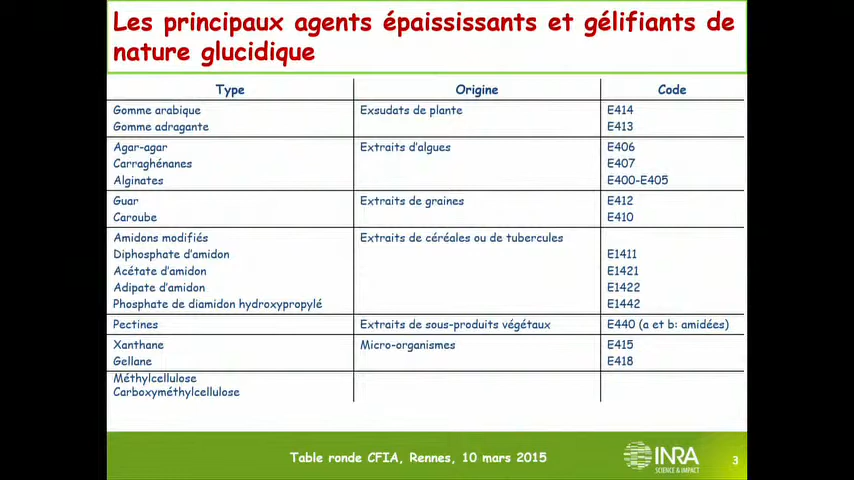 Les principaux agents épaississants et gélifiants de
nature glucidique
Type Origine Code
Gomme arabique Exsudats de plante E414
Gomme adragante E413
Agar-agar Extraits d'algues E406
Carraghénanes E407
Alginates E400-E405
Guar Extraits de graines E412
Caroube E410
Amidons modifiés Extraits de céréales ou de tubercules
Diphosphate d'amidon E1411
Acétate d'amidon E1421
Adipate d'amidon E1422
Phosphate de diamidon hydroxypropylé E1442
Pectines Extraits de sous-produits végétaux E440 (a et b: amidées)
Xanthane Micro-organismes E415
Gellane E418
Méthylcellulose
Carboxyméthylcellulose
Table ronde CFIA, Rennes, 10 mars 2015
INRA
SCIENCE & IMPACT
3